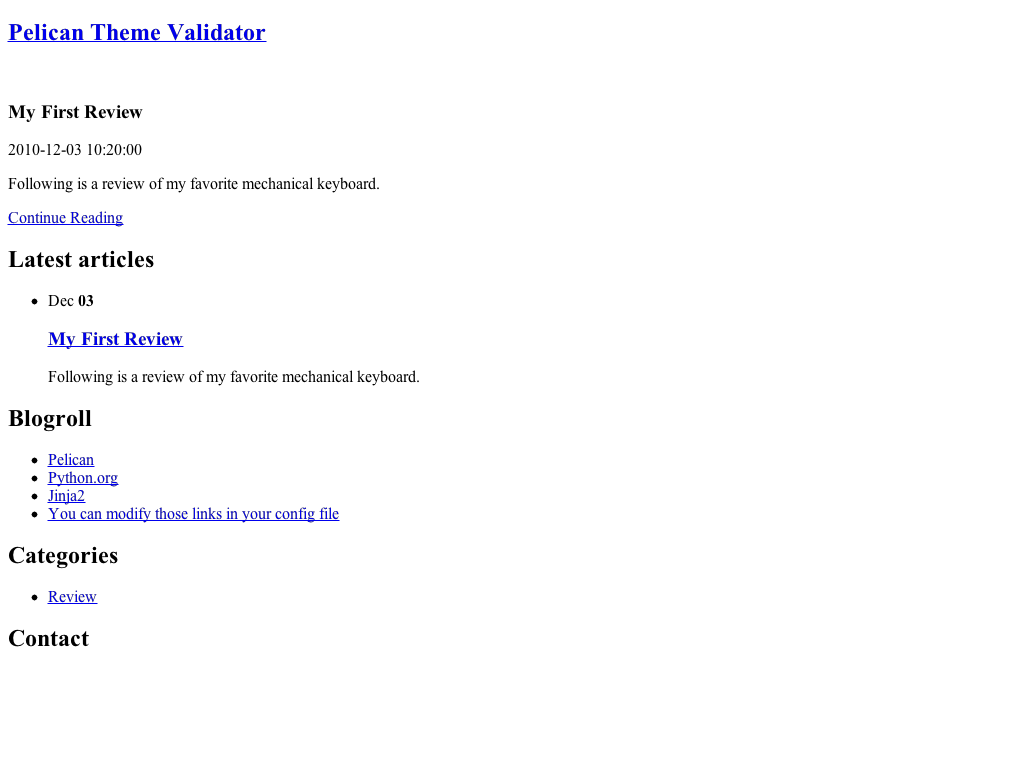 Pelican Theme Validator
My First Review
2010-12-03 10:20:00
Following is a review of my favorite mechanical keyboard.
Continue Reading
Latest articles
Dec 03
My First Review
Following is a review of my favorite mechanical keyboard.
Blogroll
Pelican
Python.org
Jinja2
You can modify those links in your config file
Categories
Review
Contact